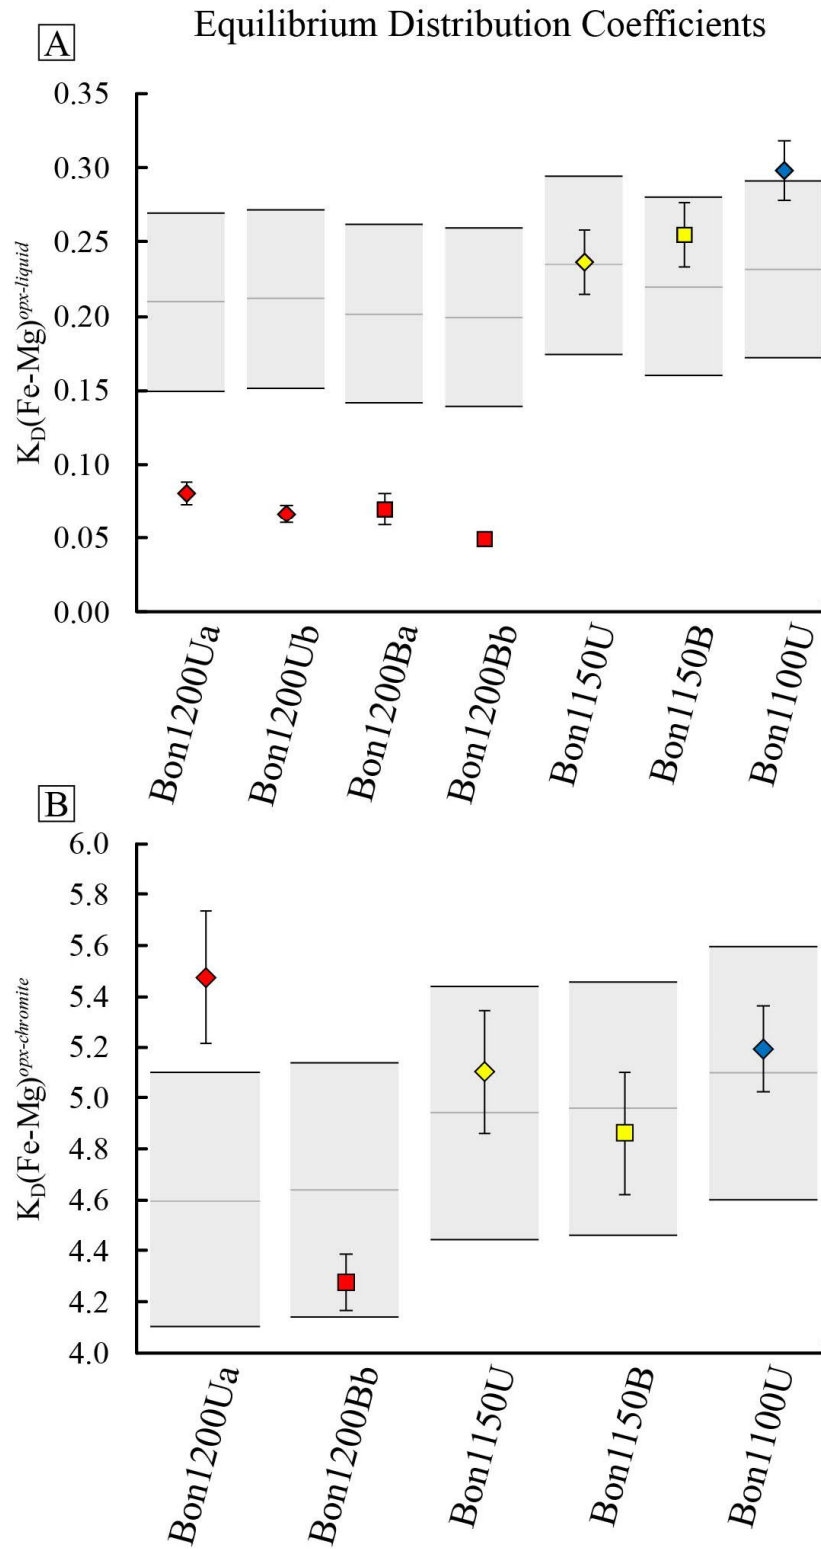 Equilibrium Distribution Coefficients
A
0.35
0.30
0.25
0.20
0.15
0.10
0.05
0.00
K_D(Fe-Mg)^opx-liquid
Bon1200Ua
Bon1200Ub
Bon1200Ba
Bon1200Bb
Bon1150U
Bon1150B
Bon1100U
B
6.0
5.8
5.6
5.4
5.2
5.0
4.8
4.6
4.4
4.2
4.0
K_D(Fe-Mg)^opx-chromite
Bon1200Ua
Bon1200Bb
Bon1150U
Bon1150B
Bon1100U